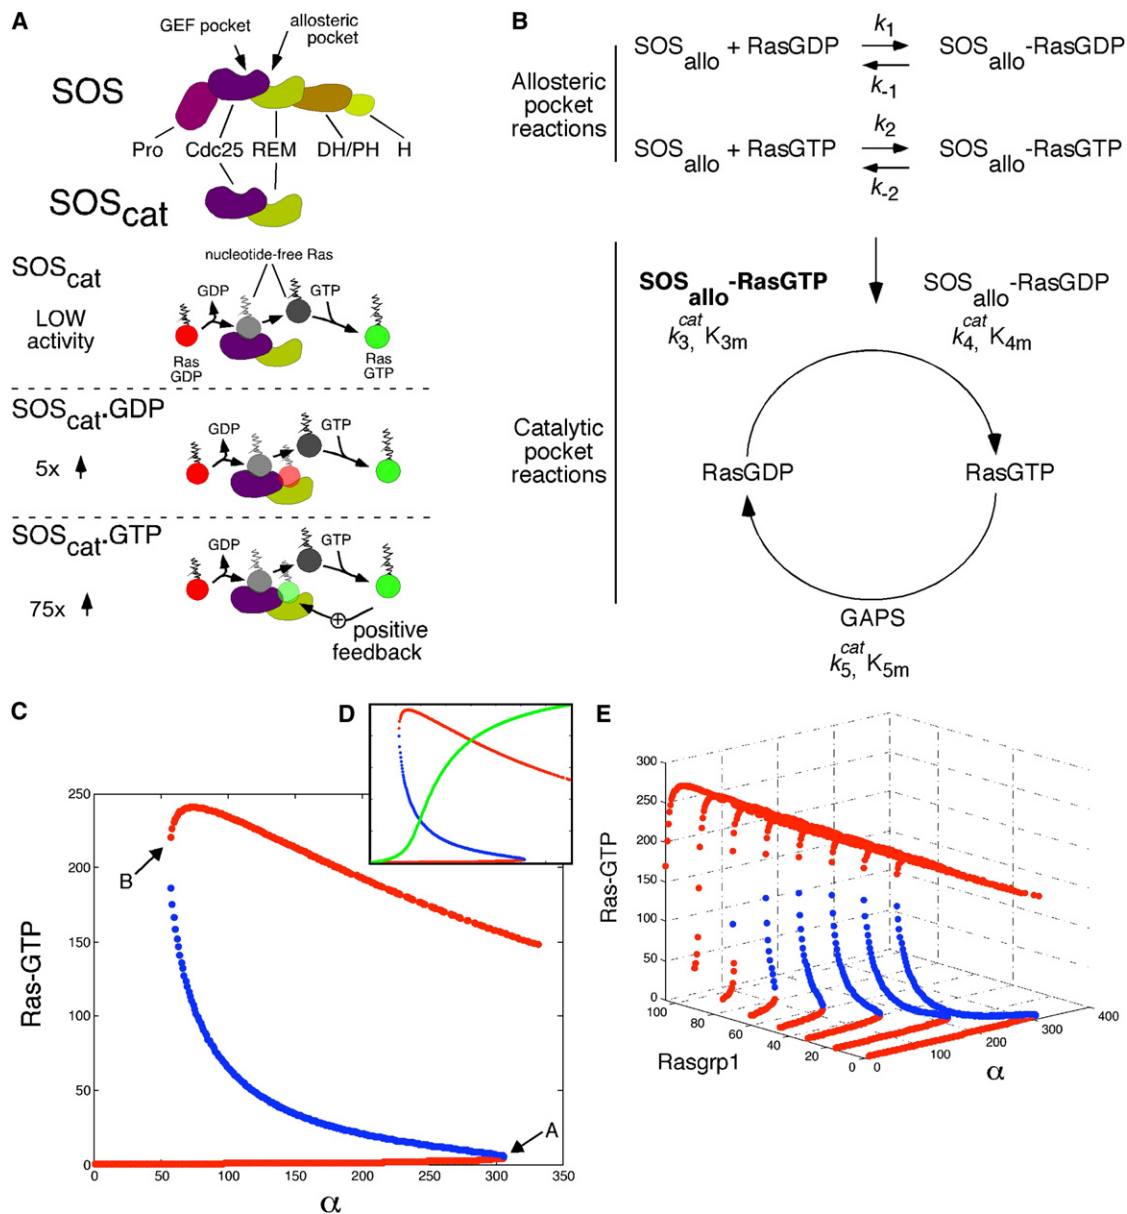 A
GEF pocket
allosteric pocket
SOS
Pro Cdc25 REM DH/PH H
SOScat
SOScat
LOW activity
nucleotide-free Ras
GDP
GTP
Ras GDP
Ras GTP
SOScat.GDP
5x
GDP
GTP
SOScat.GTP
75x
GDP
GTP
+
positive feedback
B
Allosteric pocket reactions
SOSallo + RasGDP
k1
k-1
SOSallo-RasGDP
SOSallo + RasGTP
k2
k-2
SOSallo-RasGTP
Catalytic pocket reactions
SOSallo-RasGTP
k3cat, K3m
SOSallo-RasGDP
k4cat, K4m
RasGDP
RasGTP
GAPS
k5cat, K5m
C
Ras-GTP
250
200
150
100
50
0
0 50 100 150 200 250 300 350
α
B
A
D
E
Ras-GTP
300
250
200
150
100
50
0
100 80 60 40 20 0
Rasgrp1
0 100 200 300 400
α